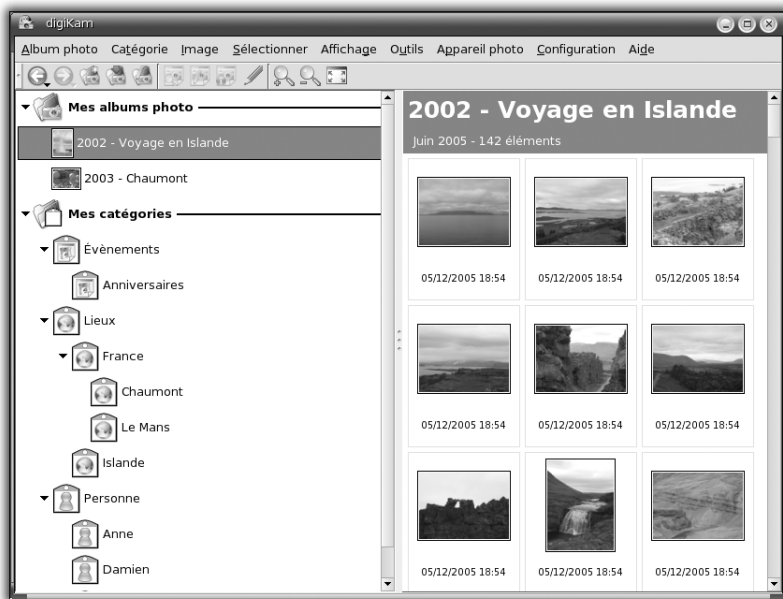 digiKam
Album photo Catégorie Image Sélectionner Affichage Outils Appareil photo Configuration Aide
Mes albums photo
2002 - Voyage en Islande
2003 - Chaumont
Mes catégories
Évènements
Anniversaires
Lieux
France
Chaumont
Le Mans
Islande
Personne
Anne
Damien
2002 - Voyage en Islande
Juin 2005 - 142 éléments
05/12/2005 18:54 05/12/2005 18:54 05/12/2005 18:54
05/12/2005 18:54 05/12/2005 18:54 05/12/2005 18:54
05/12/2005 18:54 05/12/2005 18:54 05/12/2005 18:54